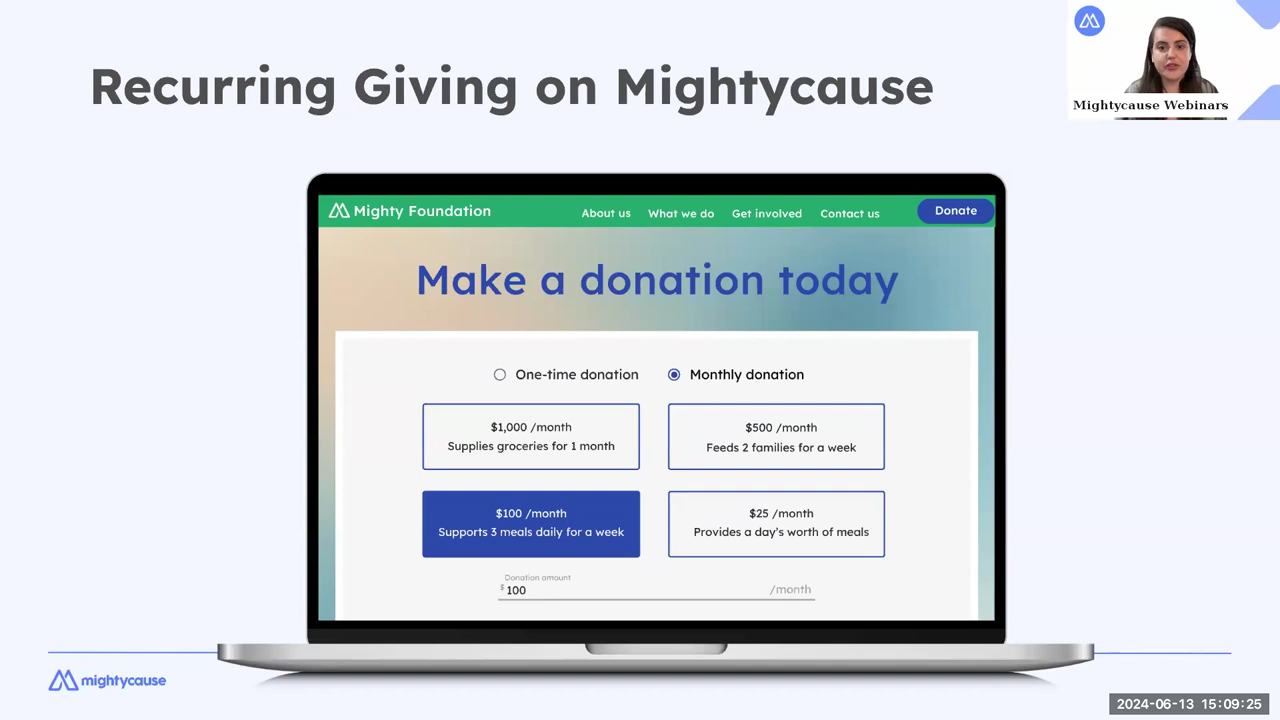 Recurring Giving on Mightycause
Mightycause Webinars
Mighty Foundation
About us
What we do
Get involved
Contact us
Donate
Make a donation today
One-time donation
Monthly donation
$1,000 /month
Supplies groceries for 1 month
$500 /month
Feeds 2 families for a week
$100 /month
Supports 3 meals daily for a week
$25 /month
Provides a day's worth of meals
Donation amount
$ 100
/month
mightycause
2024-06-13 15:09:25